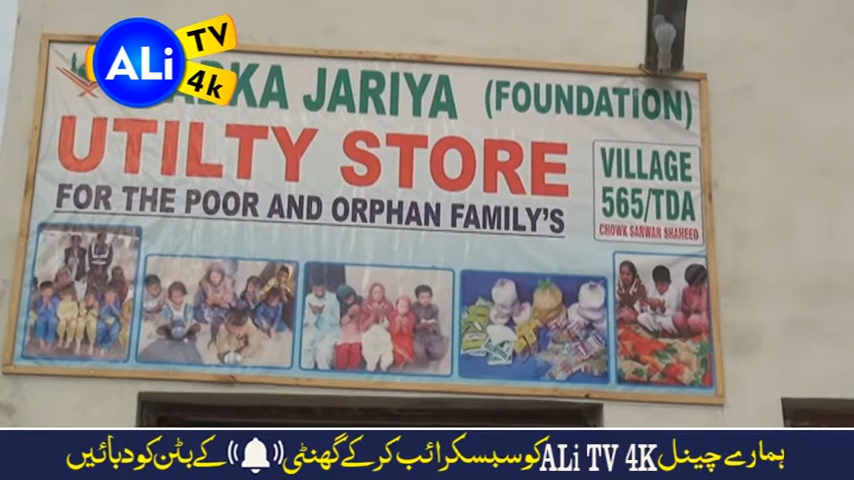 ALi TV 4k
JARIYA (FOUNDATION)
UTILTY STORE
FOR THE POOR AND ORPHAN FAMILY'S
VILLAGE
565/TDA
CHOWK SARWAR SHAHEED
ہمارے چینل ALi TV 4K کو سبسکرائب کر کے گھنٹی کے بٹن کو دبائیں